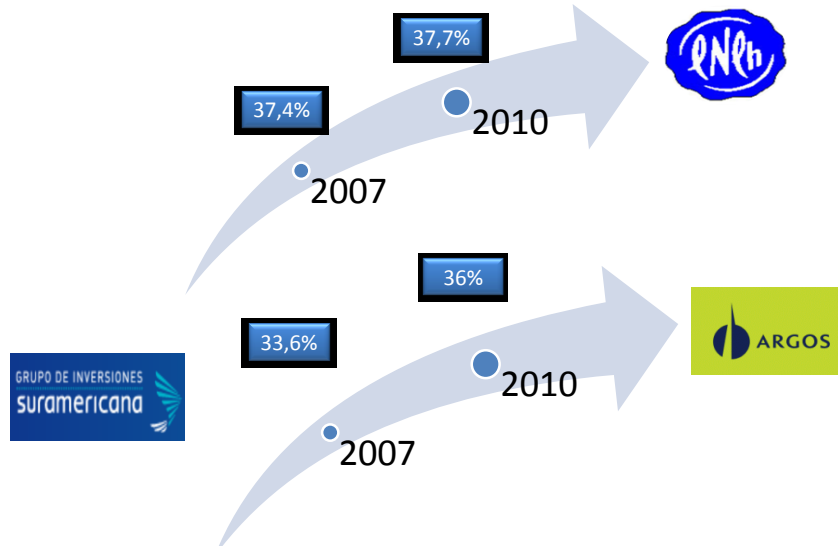 37,7%
37,4%
2010
2007
36%
33,6%
2010
2007
GRUPO DE INVERSIONES
suramericana
ARGOS